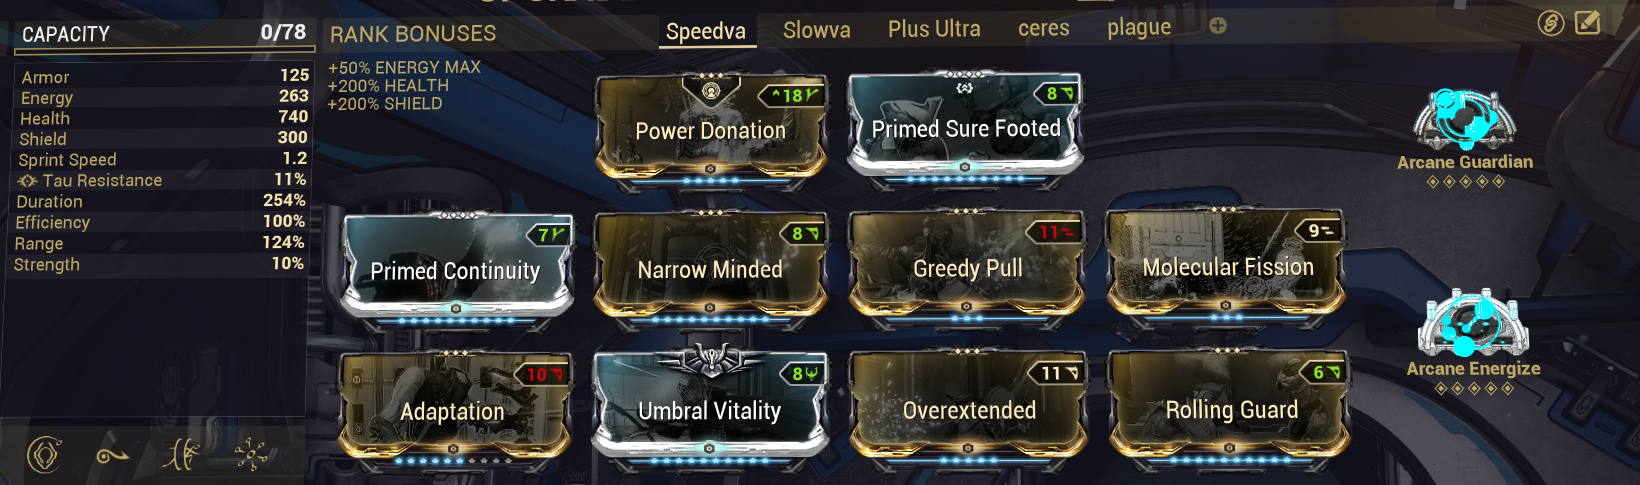 CAPACITY 0/78
Armor 125
Energy 263
Health 740
Shield 300
Sprint Speed 1.2
Tau Resistance 11%
Duration 254%
Efficiency 100%
Range 124%
Strength 10%
RANK BONUSES
+50% ENERGY MAX
+200% HEALTH
+200% SHIELD
Speedva Slowva Plus Ultra ceres plague
18
Power Donation
8
Primed Sure Footed
7
Primed Continuity
8
Narrow Minded
11
Greedy Pull
9
Molecular Fission
10
Adaptation
8
Umbral Vitality
11
Overextended
6
Rolling Guard
Arcane Guardian
Arcane Energize